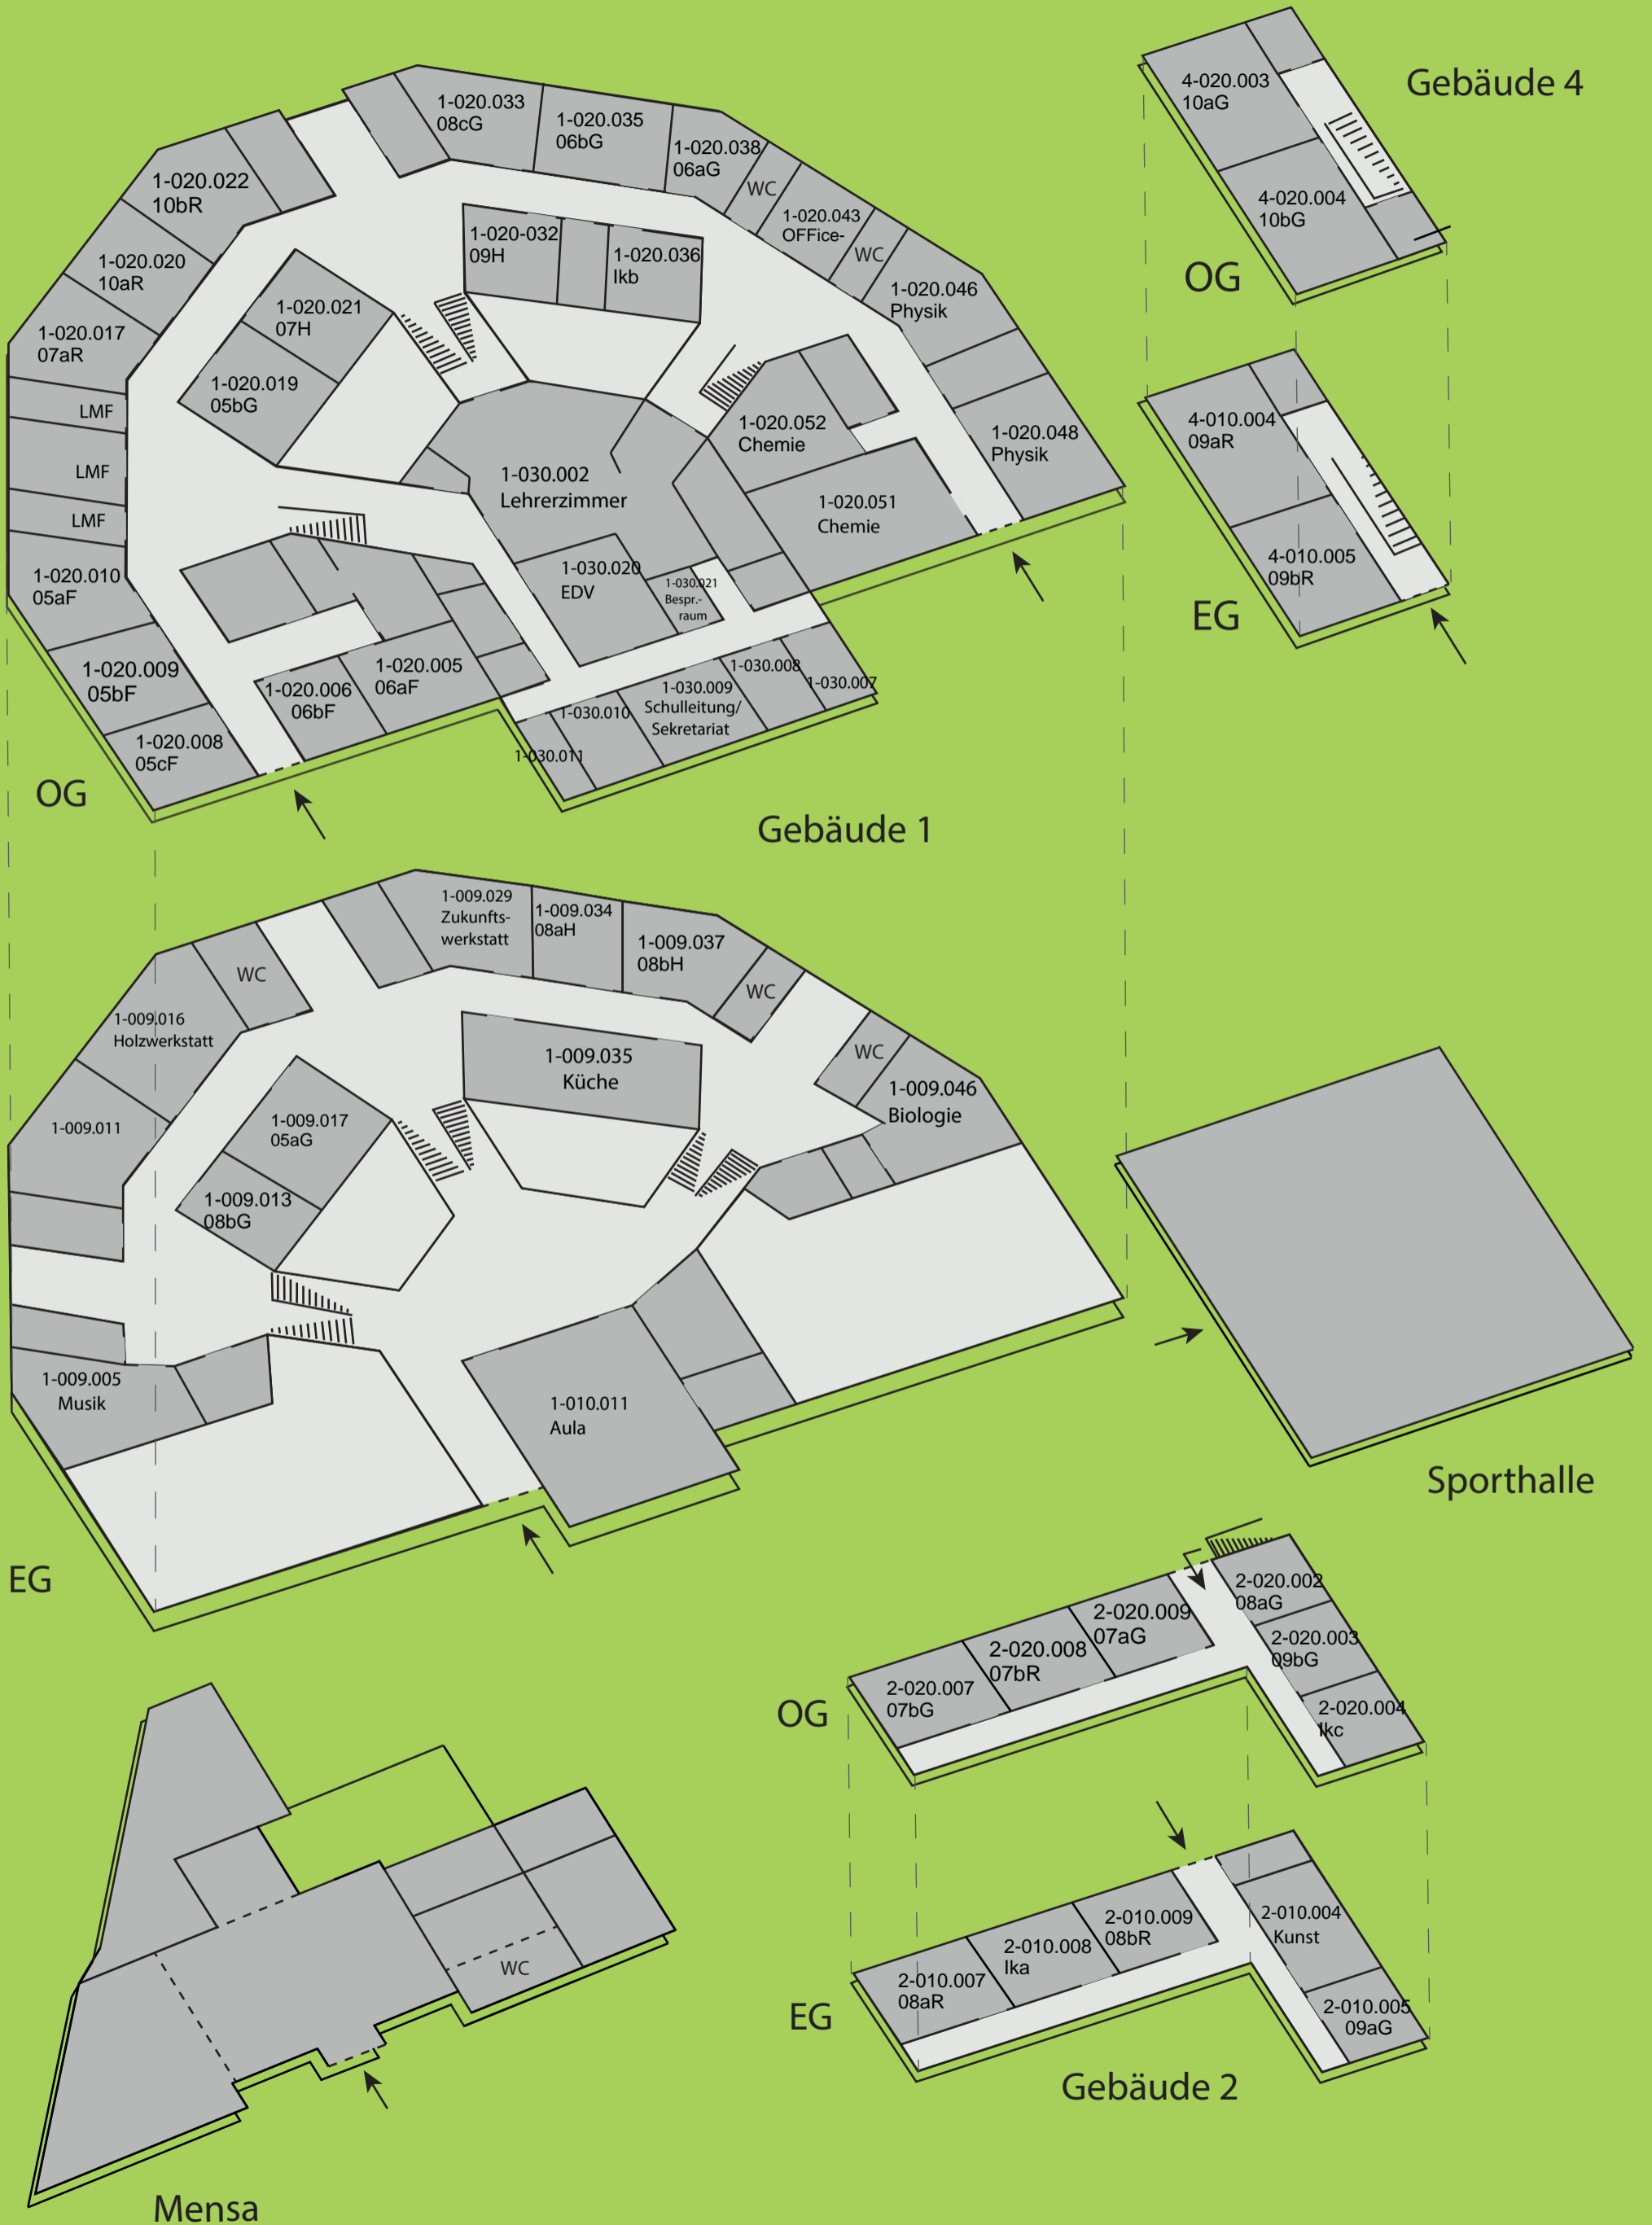 Gebäude 4
4-020.003
10aG
4-020.004
10bG
OG
4-010.004
09aR
4-010.005
09bR
EG
1-020.033
08cG
1-020.035
06bG
1-020.038
06aG
WC
1-020.043
OFFice-
WC
1-020.046
Physik
1-020.048
Physik
1-020.022
10bR
1-020.020
10aR
1-020.017
07aR
LMF
LMF
LMF
1-020.010
05aF
1-020.009
05bF
1-020.008
05cF
1-020.021
07H
1-020.019
05bG
1-020-032
09H
1-020.036
Ikb
1-020.052
Chemie
1-020.051
Chemie
1-030.002
Lehrerzimmer
1-030.020
EDV
1-030.021
Bespr.-
raum
1-020.006
06bF
1-020.005
06aF
1-030.011
1-030.010
1-030.009
Schulleitung/
Sekretariat
1-030.008
1-030.007
OG
Gebäude 1
1-009.029
Zukunfts-
werkstatt
1-009.034
08aH
1-009.037
08bH
WC
WC
1-009.046
Biologie
WC
1-009.016
Holzwerkstatt
1-009.011
1-009.017
05aG
1-009.013
08bG
1-009.035
Küche
1-009.005
Musik
1-010.011
Aula
EG
Sporthalle
2-020.002
08aG
2-020.003
09bG
2-020.004
Ikc
2-020.009
07aG
2-020.008
07bR
2-020.007
07bG
OG
2-010.009
08bR
2-010.008
Ika
2-010.007
08aR
2-010.004
Kunst
2-010.005
09aG
EG
Gebäude 2
WC
Mensa